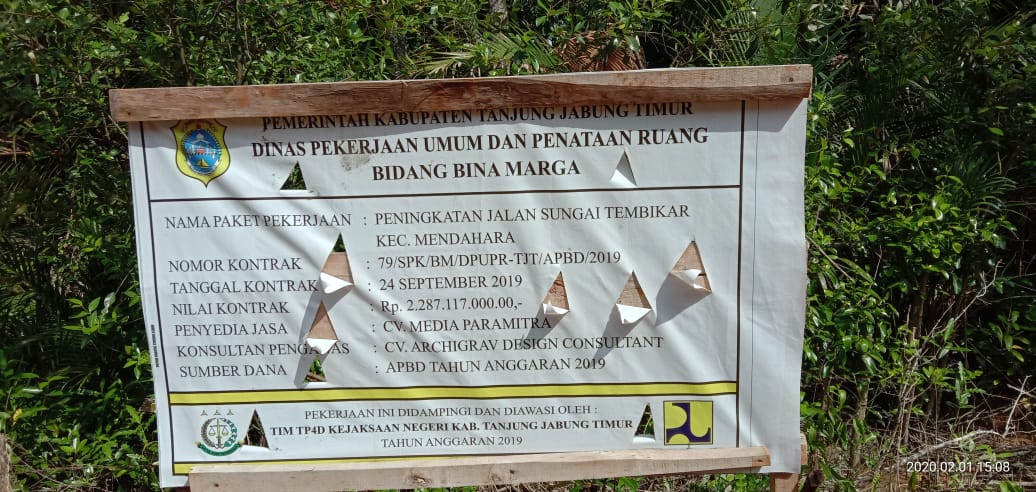 PEMERINTAH KABUPATEN TANJUNG JABUNG TIMUR
DINAS PEKERJAAN UMUM DAN PENATAAN RUANG
BIDANG BINA MARGA
NAMA PAKET PEKERJAAN : PENINGKATAN JALAN SUNGAI TEMBIKAR
KEC. MENDAHARA
NOMOR KONTRAK : 79/SPK/BM/DPUPR-TJT/APBD/2019
TANGGAL KONTRAK : 24 SEPTEMBER 2019
NILAI KONTRAK : Rp. 2.287.117.000.00,-
PENYEDIA JASA : CV. MEDIA PARAMITRA
KONSULTAN PENGAWAS : CV. ARCHIGRAV DESIGN CONSULTANT
SUMBER DANA : APBD TAHUN ANGGARAN 2019
PEKERJAAN INI DIDAMPINGI DAN DIAWASI OLEH :
TIM TP4D KEJAKSAAN NEGERI KAB. TANJUNG JABUNG TIMUR
TAHUN ANGGARAN 2019
2020.02.01 15:08